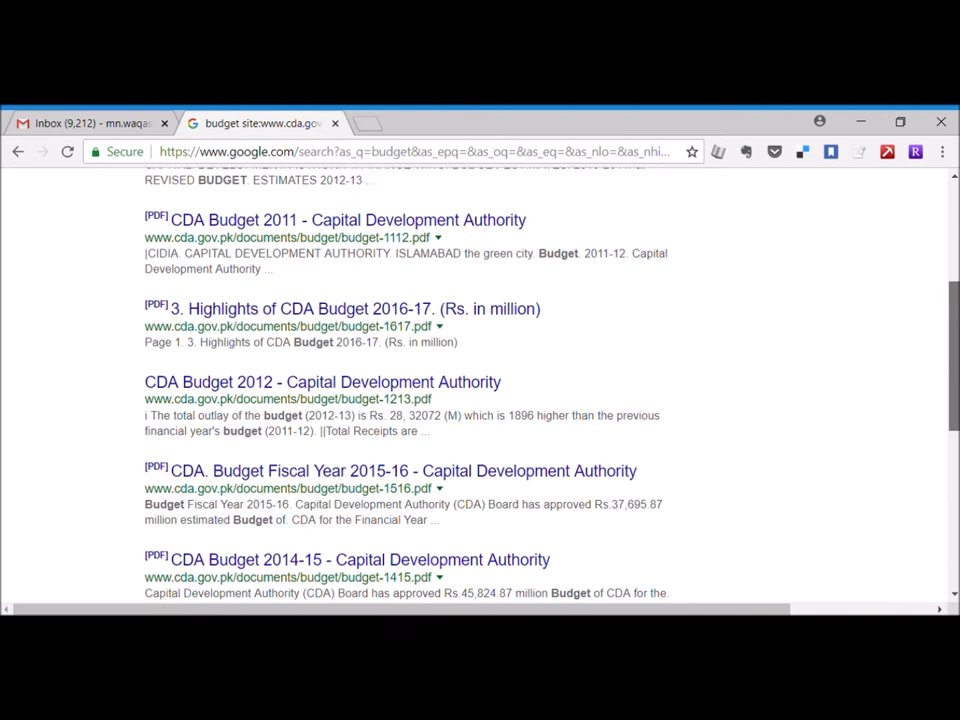 Inbox (9,212) - mn.waqas
budget site:www.cda.gov
Secure https://www.google.com/search?as_q=budget&as_epq=&as_oq=&as_eq=&as_nlo=&as_nhi...
REVISED BUDGET. ESTIMATES 2012-13 ...
[PDF] CDA Budget 2011 - Capital Development Authority
www.cda.gov.pk/documents/budget/budget-1112.pdf
|CIDIA. CAPITAL DEVELOPMENT AUTHORITY. ISLAMABAD the green city. Budget. 2011-12. Capital
Development Authority ...
[PDF] 3. Highlights of CDA Budget 2016-17. (Rs. in million)
www.cda.gov.pk/documents/budget/budget-1617.pdf
Page 1. 3. Highlights of CDA Budget 2016-17. (Rs. in million)
CDA Budget 2012 - Capital Development Authority
www.cda.gov.pk/documents/budget/budget-1213.pdf
i The total outlay of the budget (2012-13) is Rs. 28, 32072 (M) which is 1896 higher than the previous
financial year's budget (2011-12). ||Total Receipts are ...
[PDF] CDA. Budget Fiscal Year 2015-16 - Capital Development Authority
www.cda.gov.pk/documents/budget/budget-1516.pdf
Budget Fiscal Year 2015-16. Capital Development Authority (CDA) Board has approved Rs.37,695.87
million estimated Budget of. CDA for the Financial Year ...
[PDF] CDA Budget 2014-15 - Capital Development Authority
www.cda.gov.pk/documents/budget/budget-1415.pdf
Capital Development Authority (CDA) Board has approved Rs.45,824.87 million Budget of CDA for the.